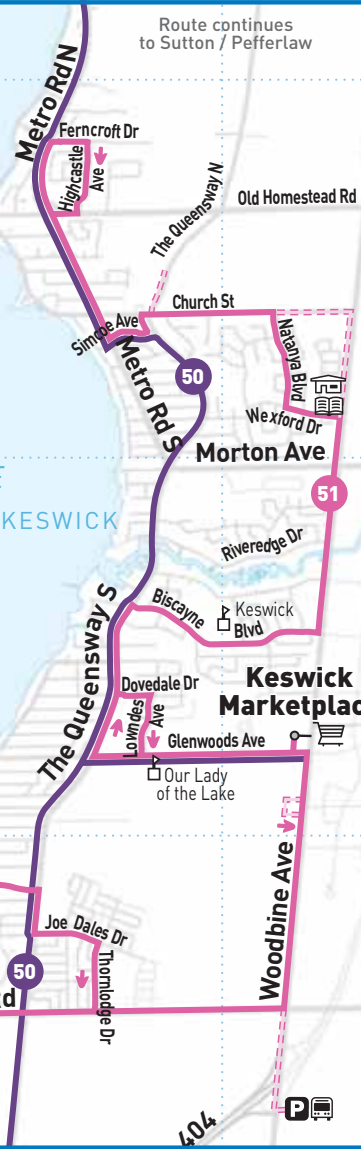 Route continues
to Sutton / Pefferlaw
Metro Rd N
Ferncroft Dr
Highcastle
Ave
The Queensway N
Old Homestead Rd
Church St
Simcoe Ave
Natanya Blvd
50
Metro Rd S
Wexford Dr
Morton Ave
51
KESWICK
Riveredge Dr
The Queensway S
Biscayne
Blvd
Keswick
Dovedale Dr
Keswick
Marketplac
Lowndes
Ave
Glenwoods Ave
Our Lady
of the Lake
Woodbine Ave
Joe Dales Dr
50
Rd
Thornlodge Dr
P
404